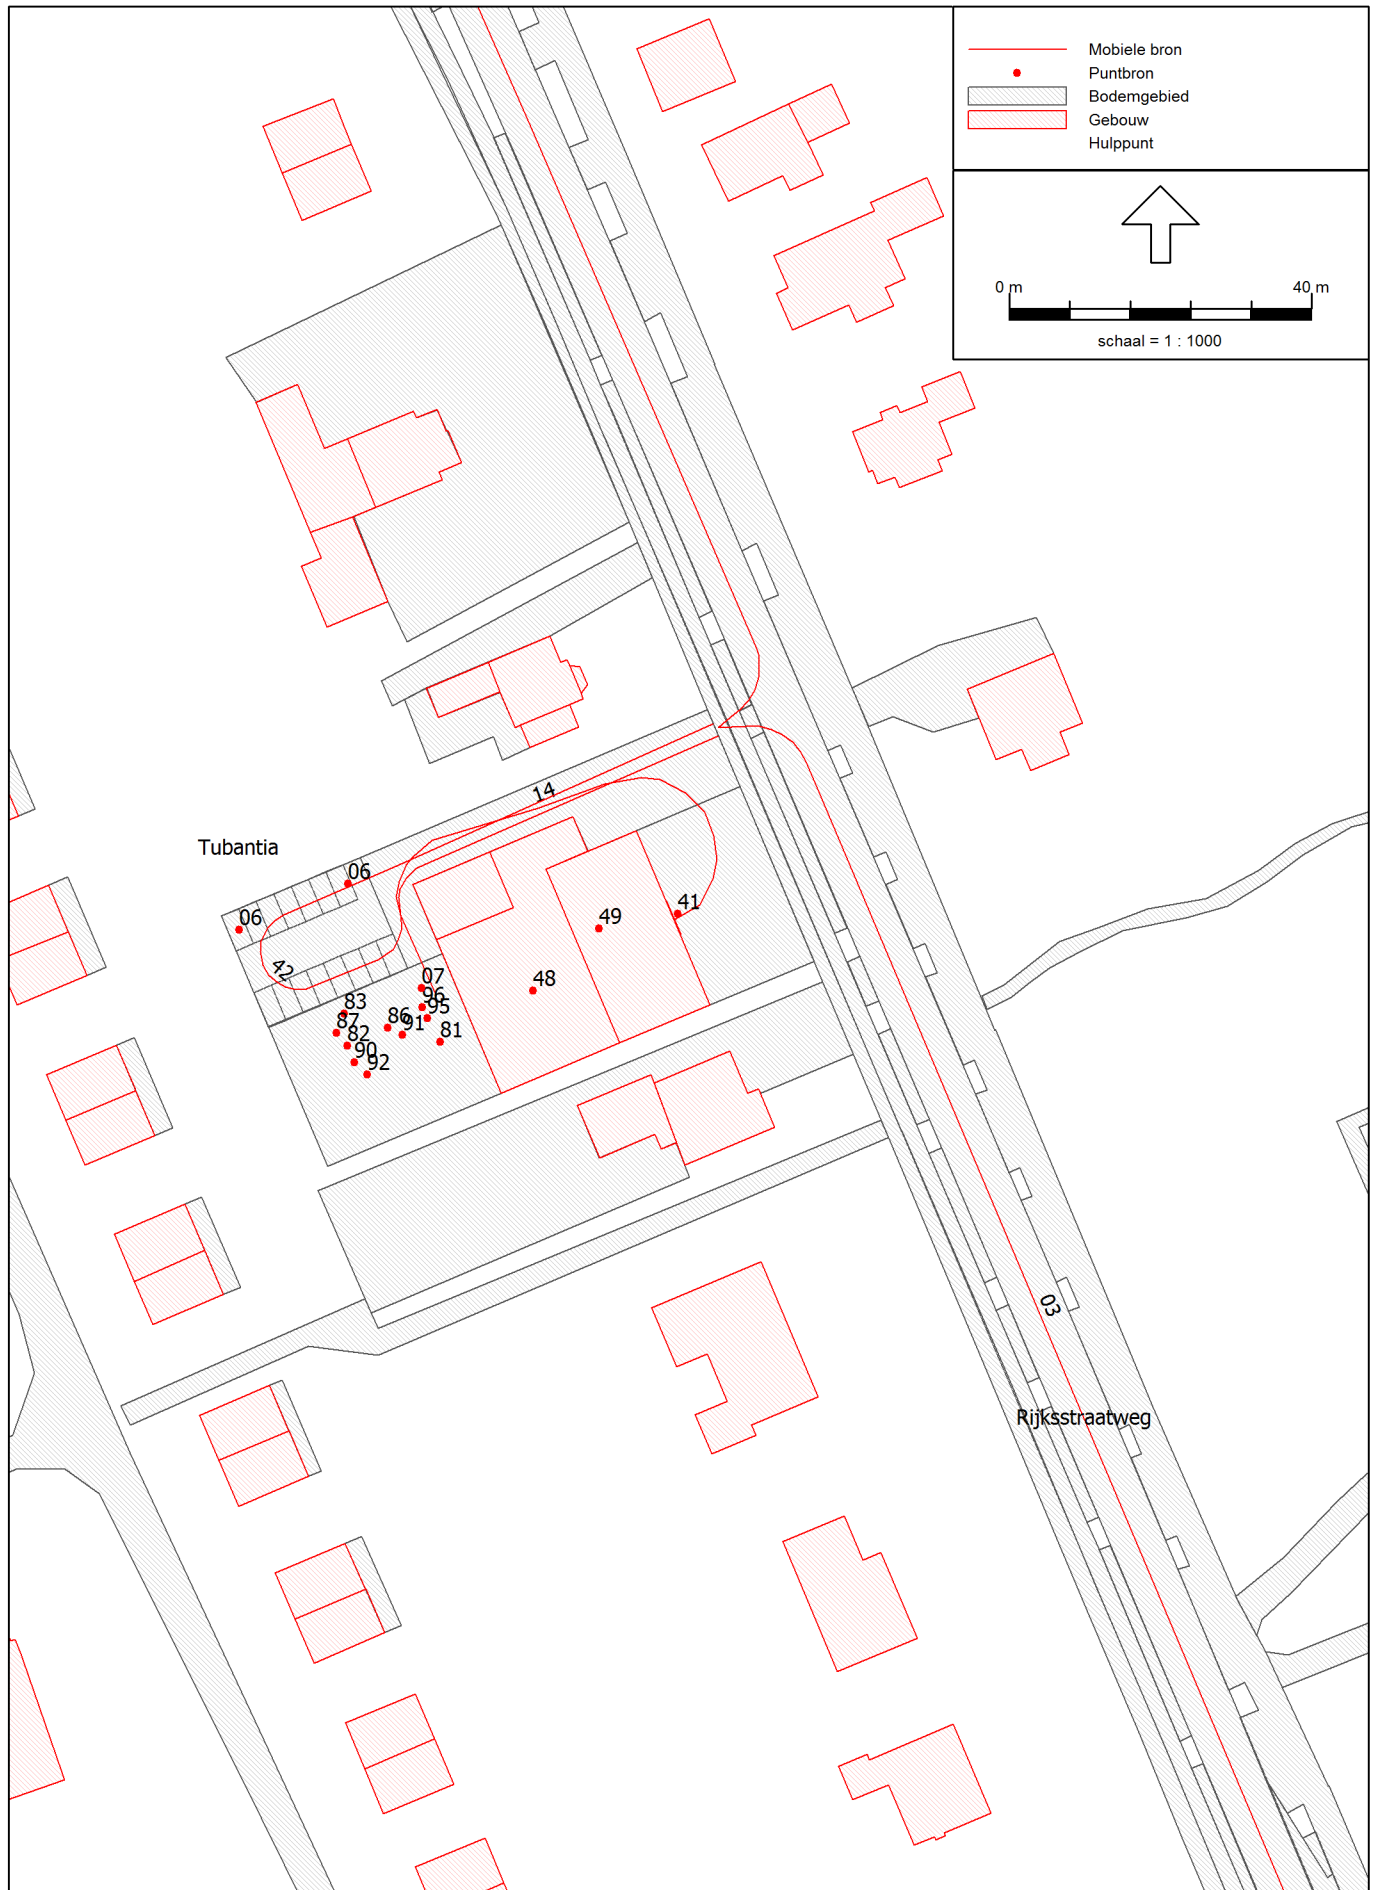 Mobiele bron
Puntbron
Bodemgebied
Gebouw
Hulppunt
0 m 40 m
schaal = 1 : 1000
14
Tubantia
06
06
41
49
42
07
48
96
83
95
86
87
91
82
81
90
92
03
Rijksstraatweg